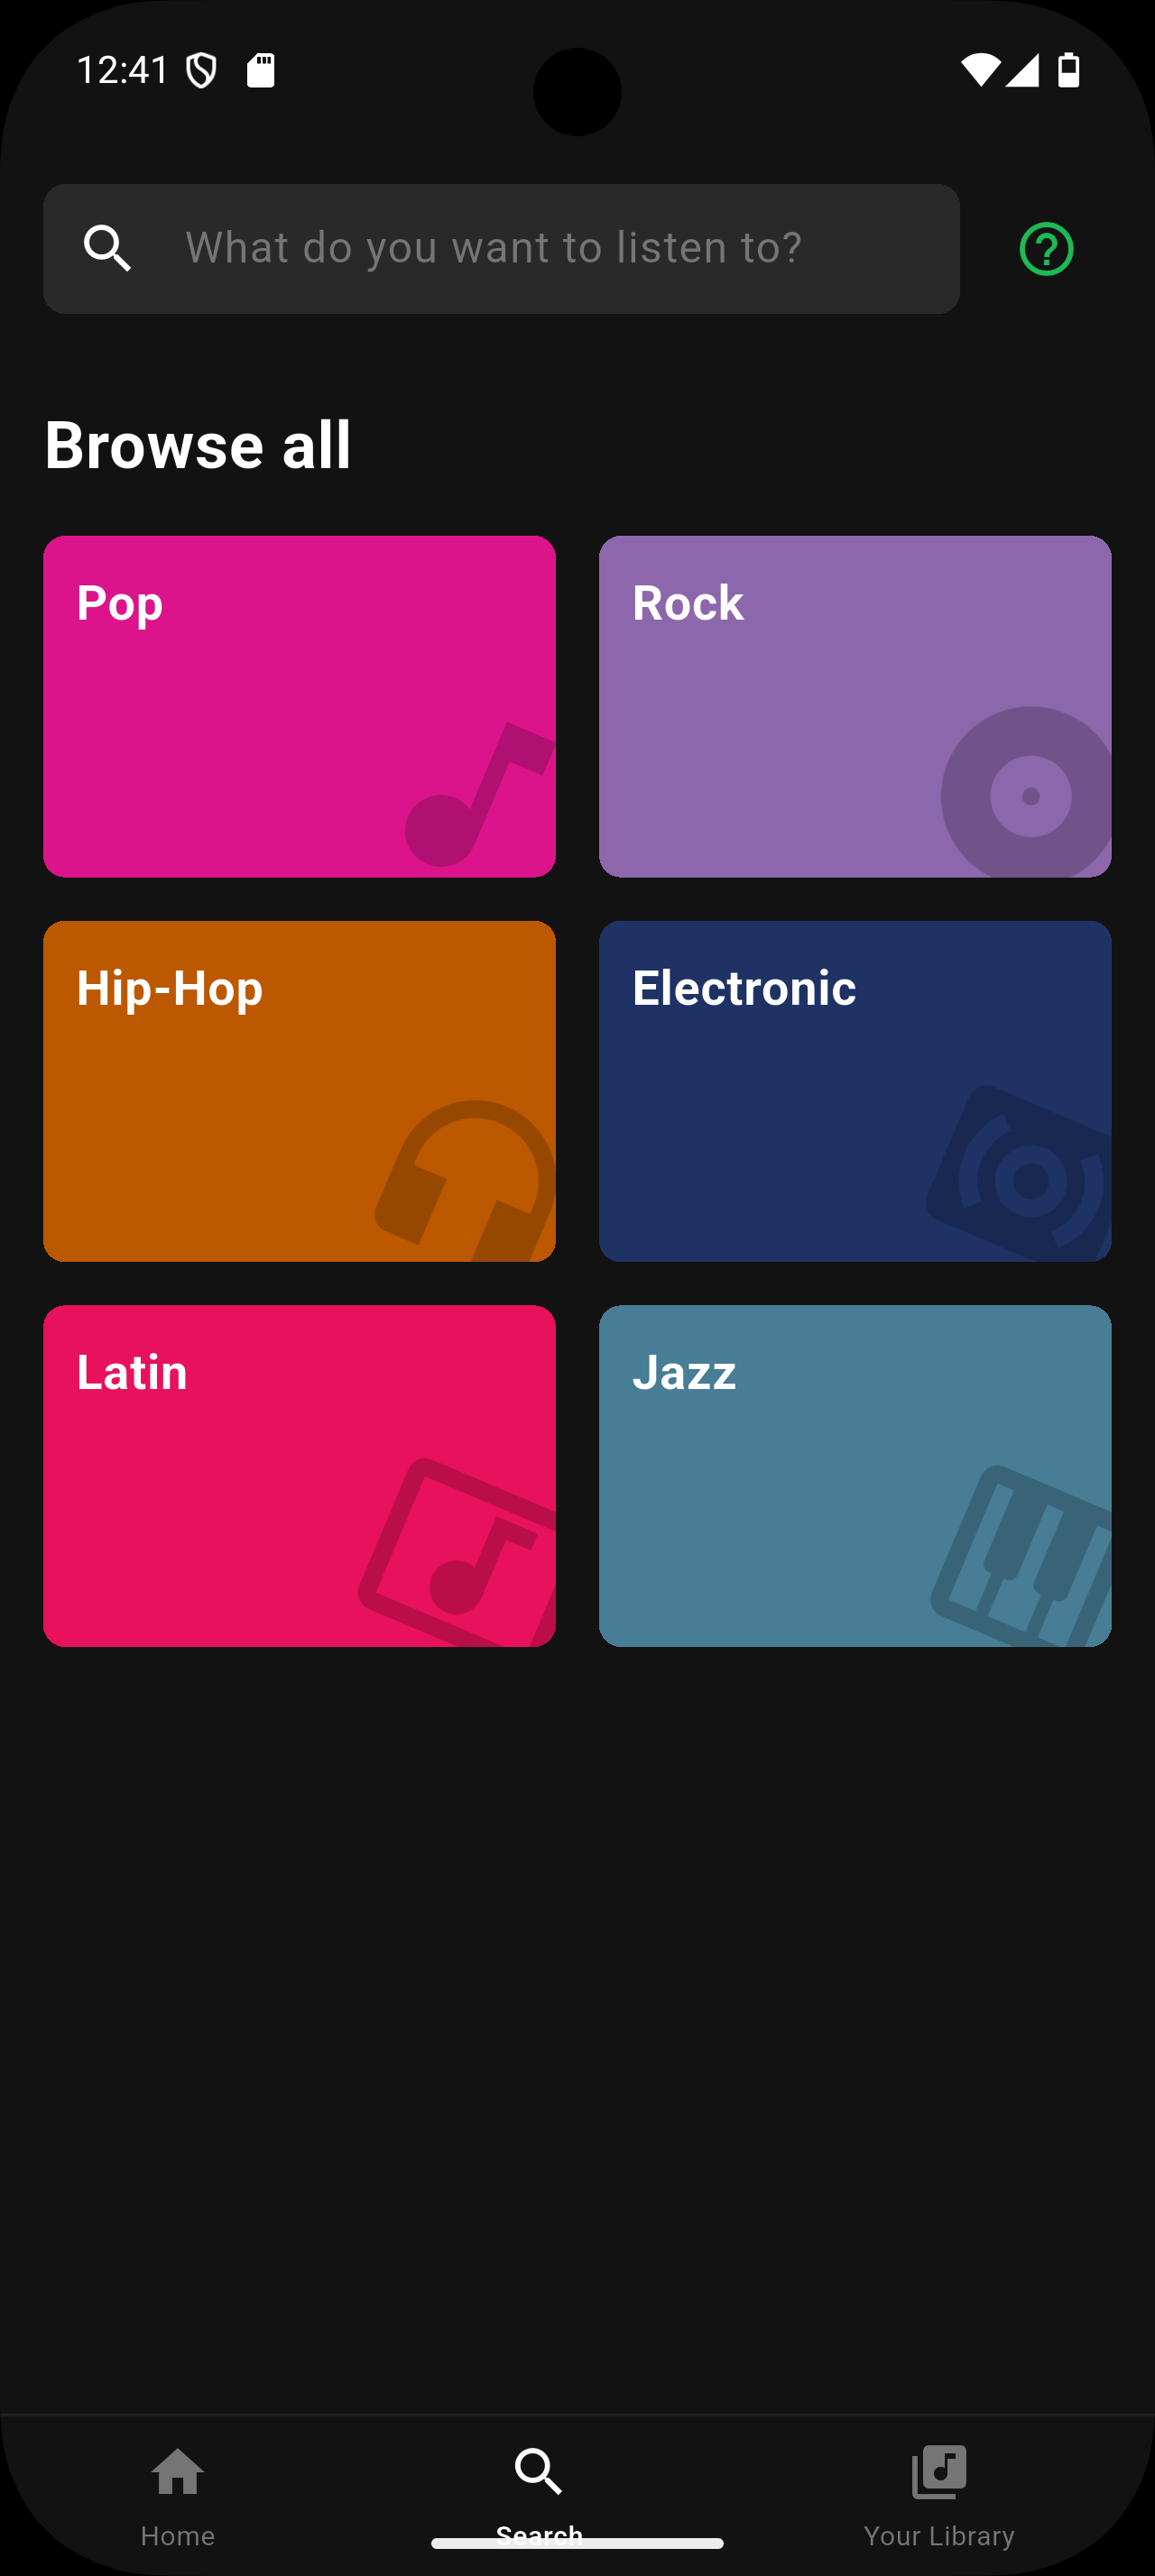 12:41
What do you want to listen to?
Browse all
Pop
Rock
Hip-Hop
Electronic
Latin
Jazz
Home
Search
Your Library